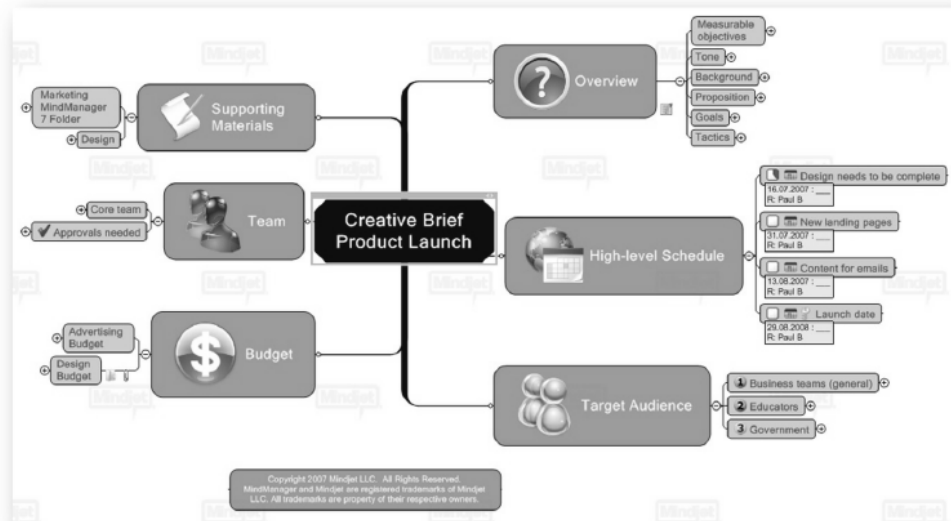 Creative Brief
Product Launch
Overview
Measurable
objectives
Tone
Background
Proposition
Goals
Tactics
High-level Schedule
Design needs to be complete
16.07.2007 : ___
R: Paul B
New landing pages
31.07.2007 : ___
R: Paul B
Content for emails
13.08.2007 : ___
R: Paul B
Launch date
29.08.2008 : ___
R: Paul B
Target Audience
1 Business teams (general)
2 Educators
3 Government
Supporting
Materials
Marketing
MindManager
7 Folder
Design
Team
Core team
Approvals needed
Budget
Advertising
Budget
Design
Budget
Copyright 2007 Mindjet LLC. All Rights Reserved.
MindManager and Mindjet are registered trademarks of Mindjet
LLC. All trademarks are property of their respective owners.
Mindjet